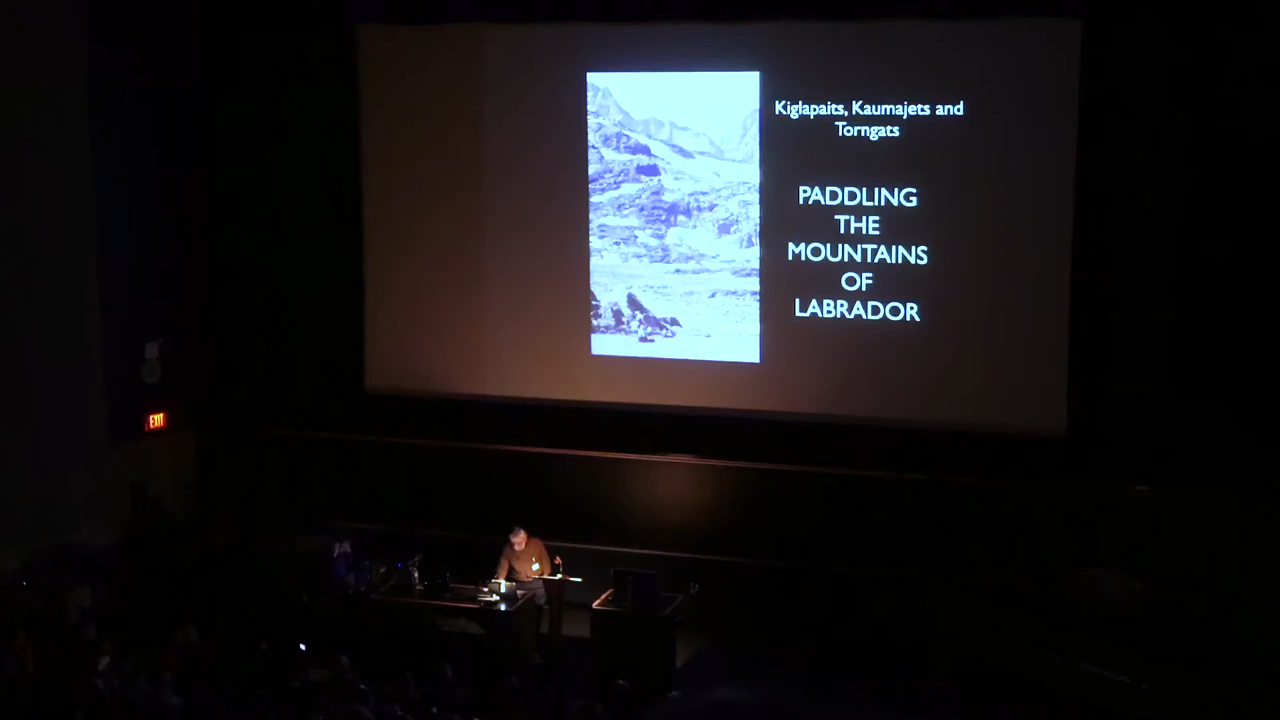 Kiglapaits, Kaumajets and
Torngats
PADDLING
THE
MOUNTAINS
OF
LABRADOR
EXIT